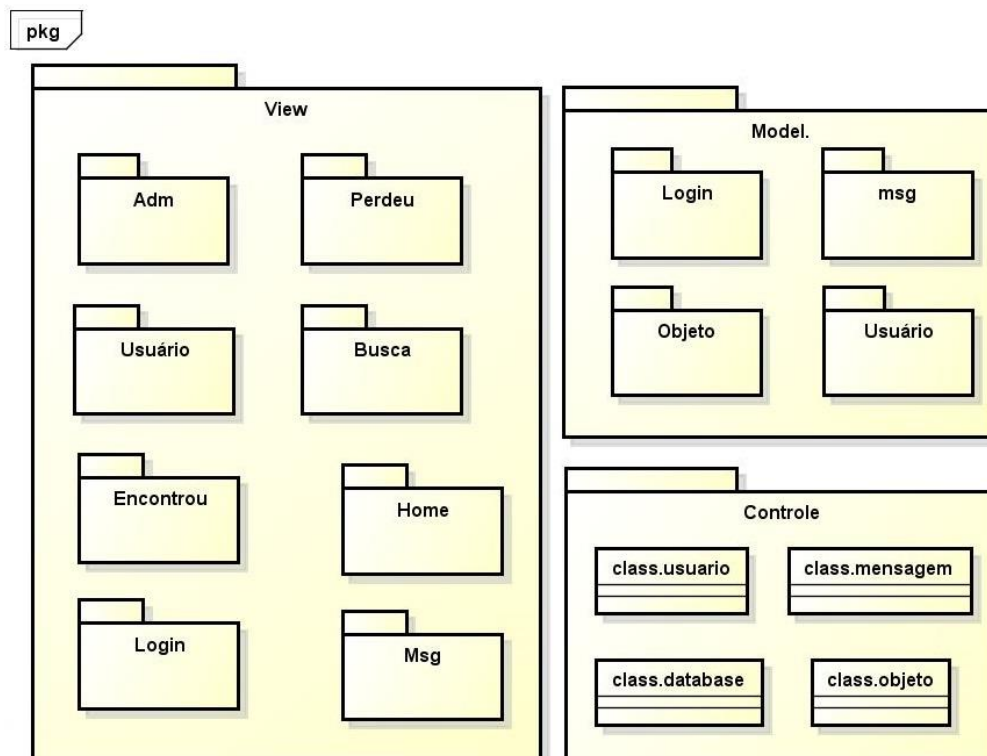 pkg
View
Adm
Perdeu
Usuário
Busca
Encontrou
Home
Login
Msg
Model.
Login
msg
Objeto
Usuário
Controle
class.usuario
class.mensagem
class.database
class.objeto